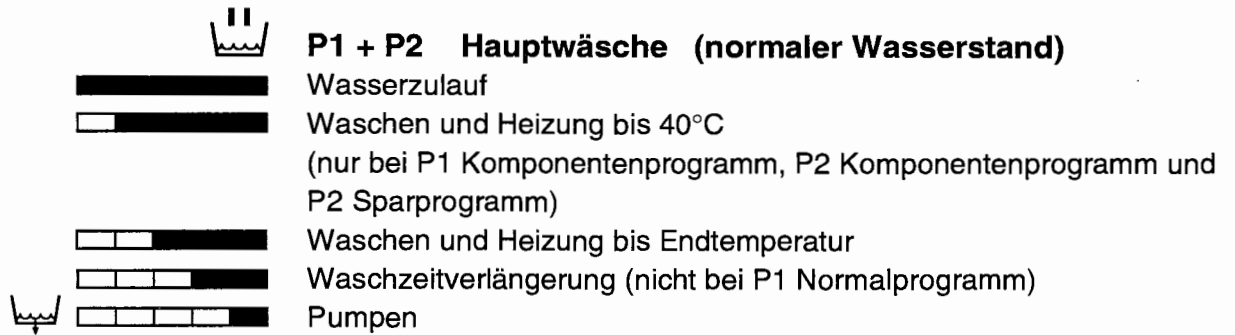 P1 + P2 Hauptwäsche (normaler Wasserstand)
Wasserzulauf
Waschen und Heizung bis 40°C
(nur bei P1 Komponentenprogramm, P2 Komponentenprogramm und
P2 Sparprogramm)
Waschen und Heizung bis Endtemperatur
Waschzeitverlängerung (nicht bei P1 Normalprogramm)
Pumpen